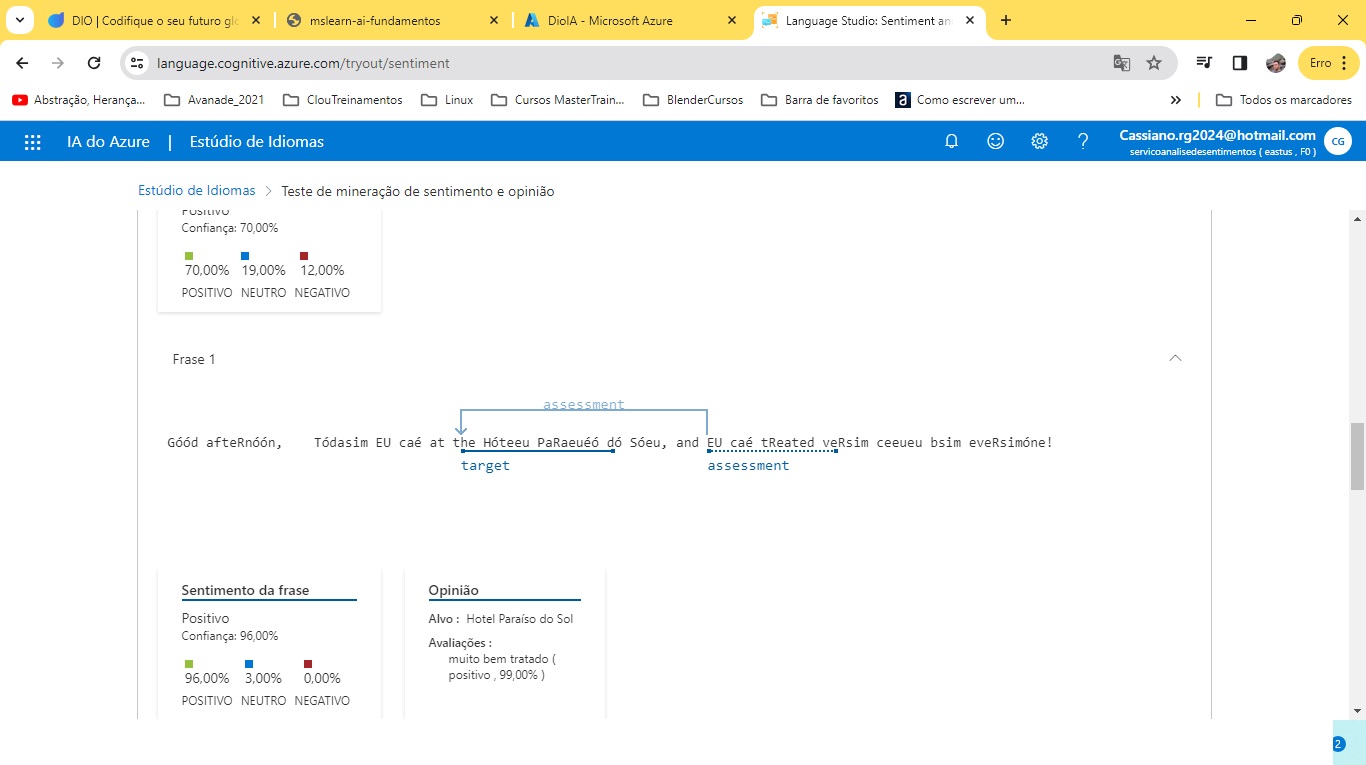 DIO | Codifique o seu futuro glo
mslearn-ai-fundamentos
DioIA - Microsoft Azure
Language Studio: Sentiment an
language.cognitive.azure.com/tryout/sentiment
Erro
Abstração, Herança...
Avanade_2021
ClouTreinamentos
Linux
Cursos MasterTrain...
BlenderCursos
Barra de favoritos
Como escrever um...
Todos os marcadores
IA do Azure | Estúdio de Idiomas
Cassiano.rg2024@hotmail.com
servicoanalisedesentimentos ( eastus , F0 )
CG
Estúdio de Idiomas > Teste de mineração de sentimento e opinião
Positivo
Confiança: 70,00%
70,00% 19,00% 12,00%
POSITIVO NEUTRO NEGATIVO
Frase 1
assessment
Góód afteRnóón, Tódasim EU caé at the Hóteeu PaRaeuéó dó Sóeu, and EU caé tReated veRsim ceeueu bsim eveRsimóne!
target assessment
Sentimento da frase
Positivo
Confiança: 96,00%
96,00% 3,00% 0,00%
POSITIVO NEUTRO NEGATIVO
Opinião
Alvo : Hotel Paraíso do Sol
Avaliações :
muito bem tratado (
positivo , 99,00% )
2